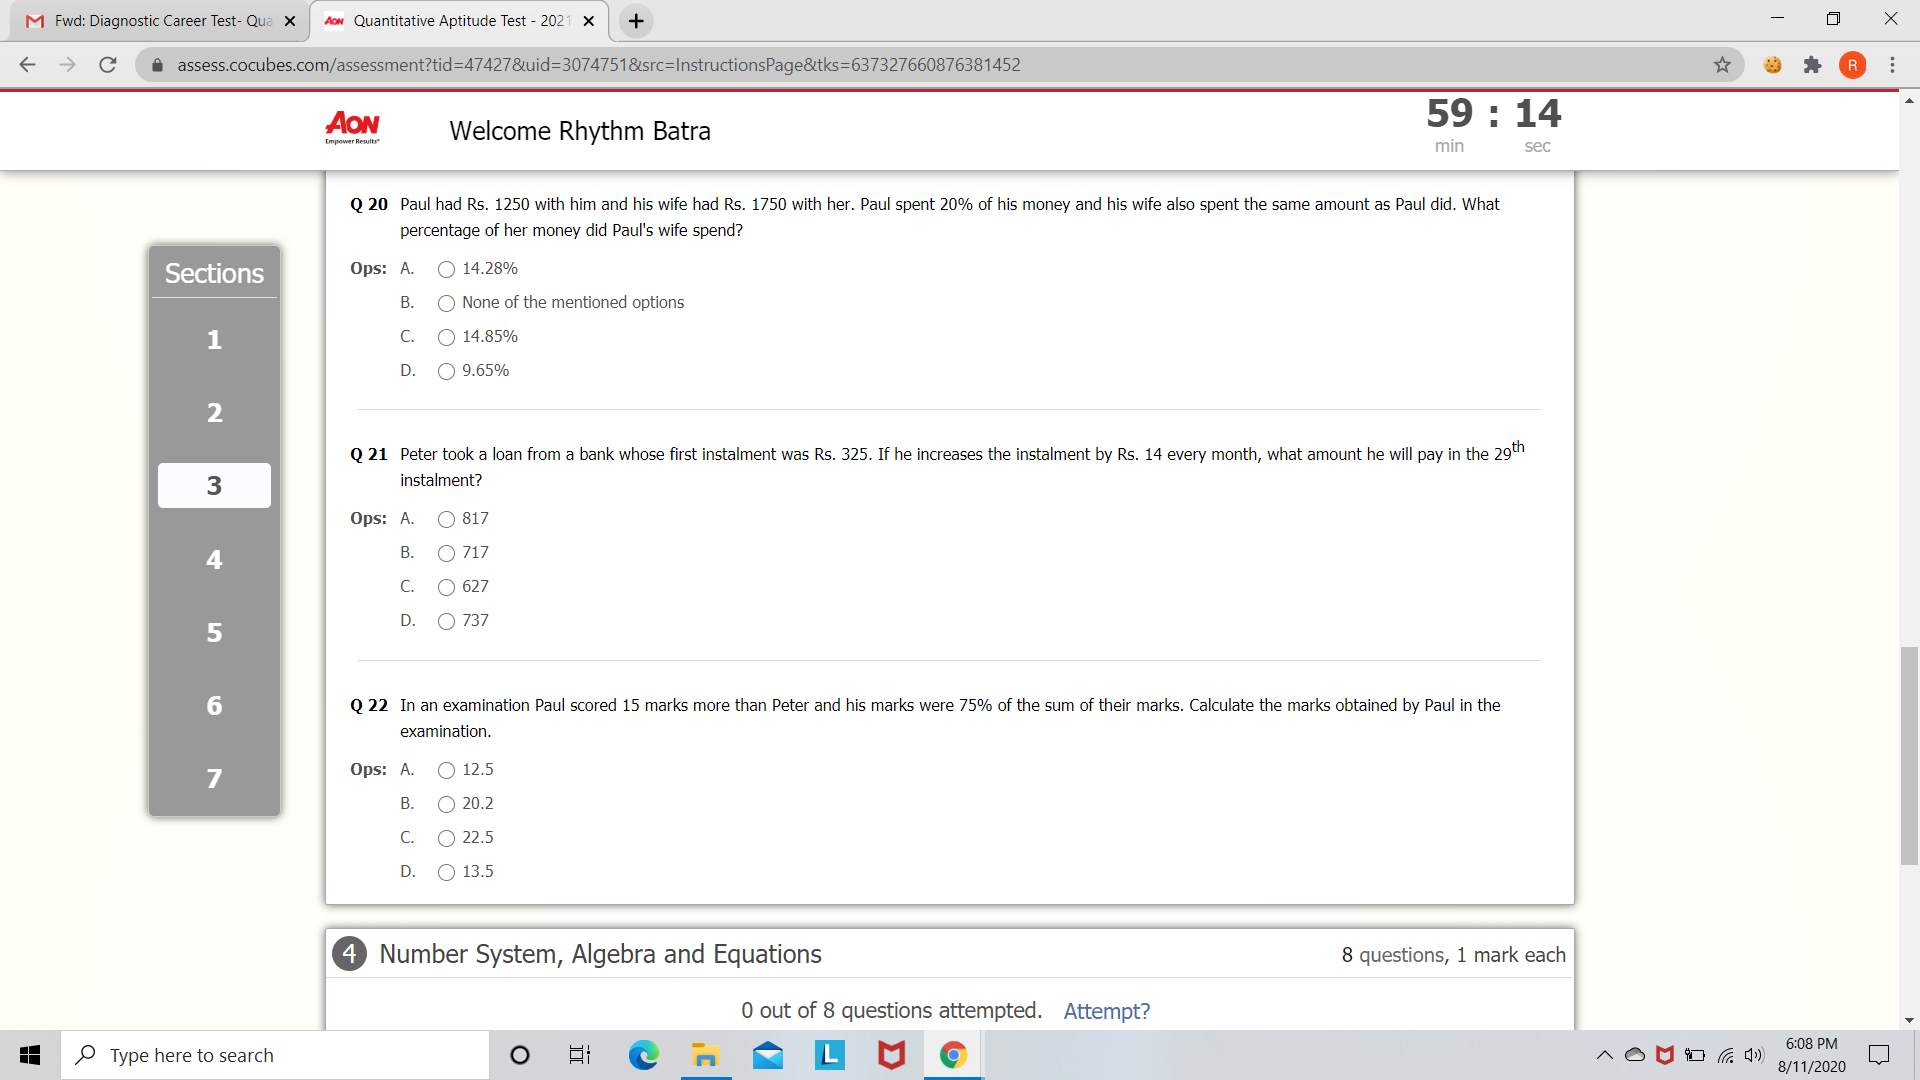 Fwd: Diagnostic Career Test- Qua
AON Quantitative Aptitude Test - 2021
assess.cocubes.com/assessment?tid=47427&uid=3074751&src=InstructionsPage&tks=637327660876381452
R
AON
Empower Results®
Welcome Rhythm Batra
59 : 14
min sec
Sections
1
2
3
4
5
6
7
Q 20 Paul had Rs. 1250 with him and his wife had Rs. 1750 with her. Paul spent 20% of his money and his wife also spent the same amount as Paul did. What
percentage of her money did Paul's wife spend?
Ops: A. 14.28%
B. None of the mentioned options
C. 14.85%
D. 9.65%
Q 21 Peter took a loan from a bank whose first instalment was Rs. 325. If he increases the instalment by Rs. 14 every month, what amount he will pay in the 29th
instalment?
Ops: A. 817
B. 717
C. 627
D. 737
Q 22 In an examination Paul scored 15 marks more than Peter and his marks were 75% of the sum of their marks. Calculate the marks obtained by Paul in the
examination.
Ops: A. 12.5
B. 20.2
C. 22.5
D. 13.5
4 Number System, Algebra and Equations 8 questions, 1 mark each
0 out of 8 questions attempted. Attempt?
Type here to search
L
6:08 PM
8/11/2020